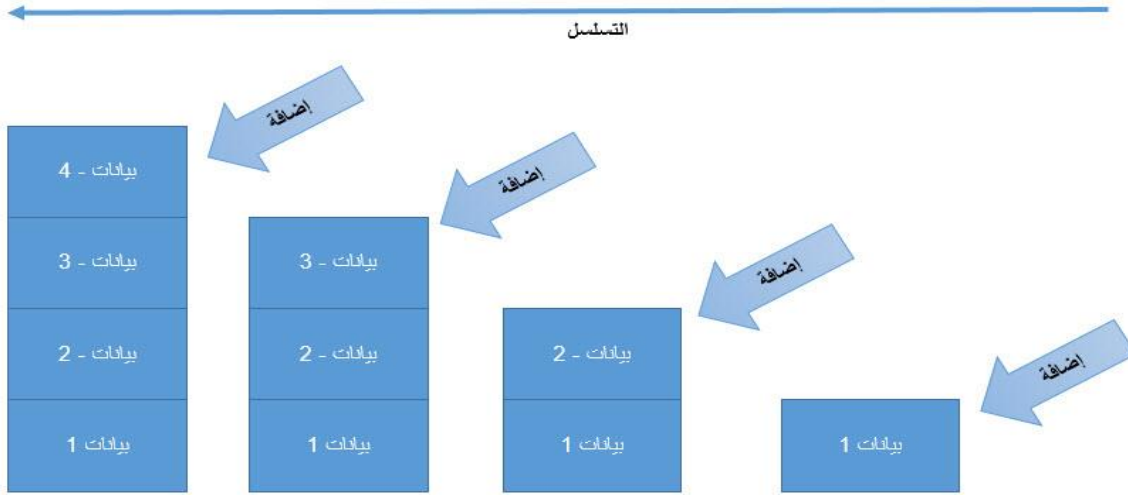 التسلسل
إضافة
بيانات 1
إضافة
بيانات - 2
بيانات 1
إضافة
بيانات - 3
بيانات - 2
بيانات 1
إضافة
بيانات - 4
بيانات - 3
بيانات - 2
بيانات 1